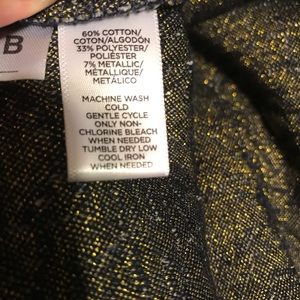 B
60% COTTON/
COTON/ALGODÓN
33% POLYESTER/
POLIÉSTER
7% METALLIC/
MÉTALLIQUE/
METÁLICO
MACHINE WASH
COLD
GENTLE CYCLE
ONLY NON-
CHLORINE BLEACH
WHEN NEEDED
TUMBLE DRY LOW
COOL IRON
WHEN NEEDED